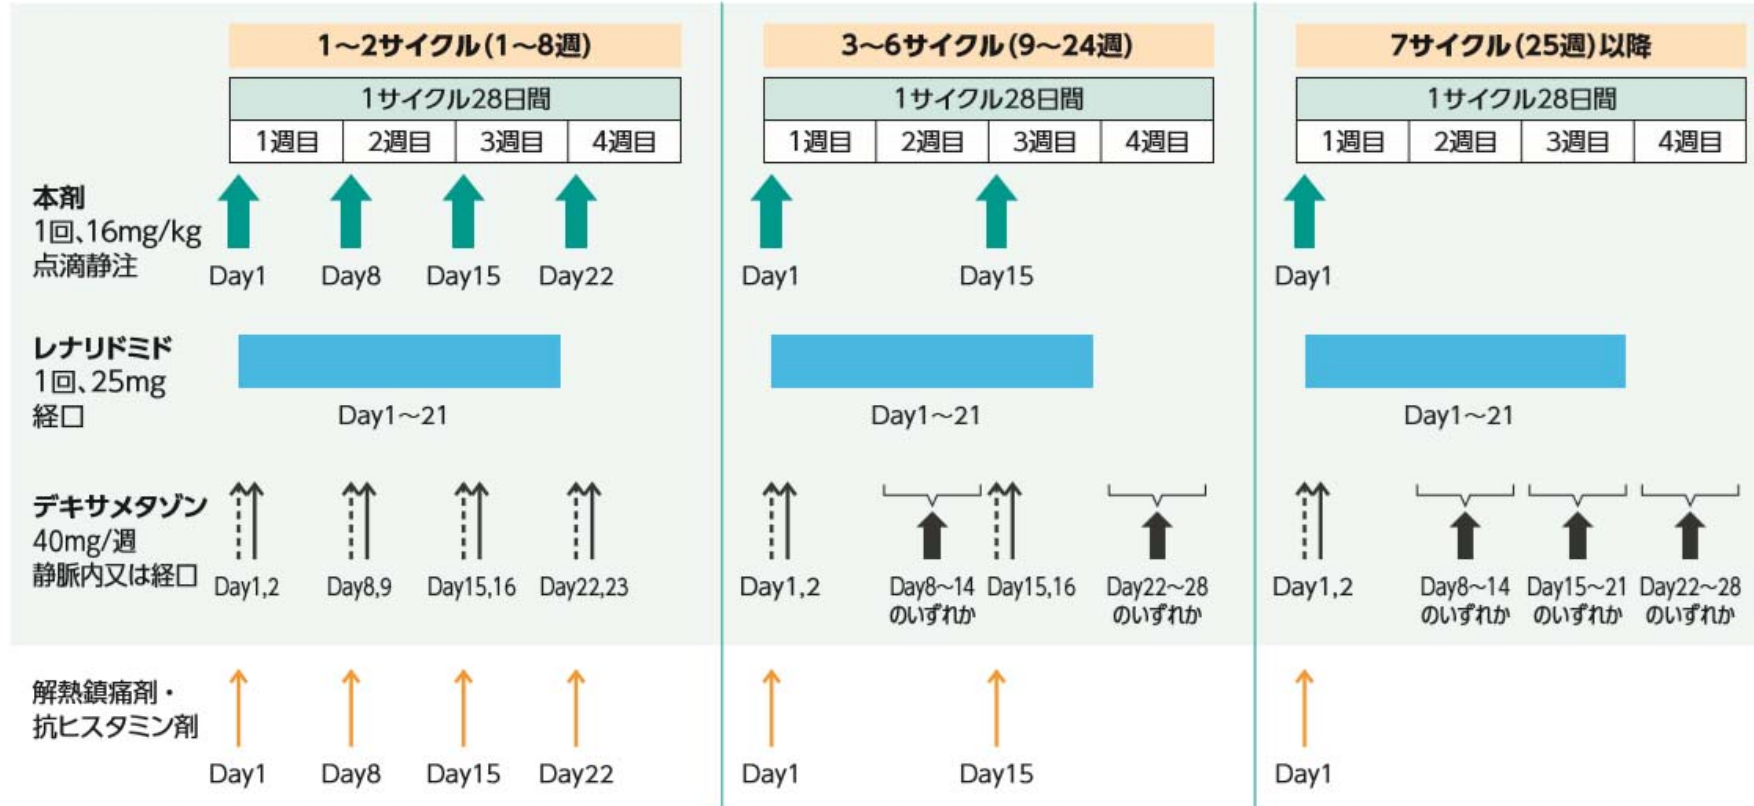 1～2サイクル(1～8週)
3～6サイクル(9～24週)
7サイクル(25週)以降
1サイクル28日間
1サイクル28日間
1サイクル28日間
1週目 2週目 3週目 4週目
1週目 2週目 3週目 4週目
1週目 2週目 3週目 4週目
本剤
1回、16mg/kg
点滴静注
Day1 Day8 Day15 Day22
Day1 Day15
Day1
レナリドミド
1回、25mg
経口
Day1～21
Day1～21
Day1～21
デキサメタゾン
40mg/週
静脈内又は経口
Day1,2 Day8,9 Day15,16 Day22,23
Day1,2 Day8～14 Day15,16 Day22～28
のいずれか のいずれか
Day1,2 Day8～14 Day15～21 Day22～28
のいずれか のいずれか のいずれか
解熱鎮痛剤・
抗ヒスタミン剤
Day1 Day8 Day15 Day22
Day1 Day15
Day1